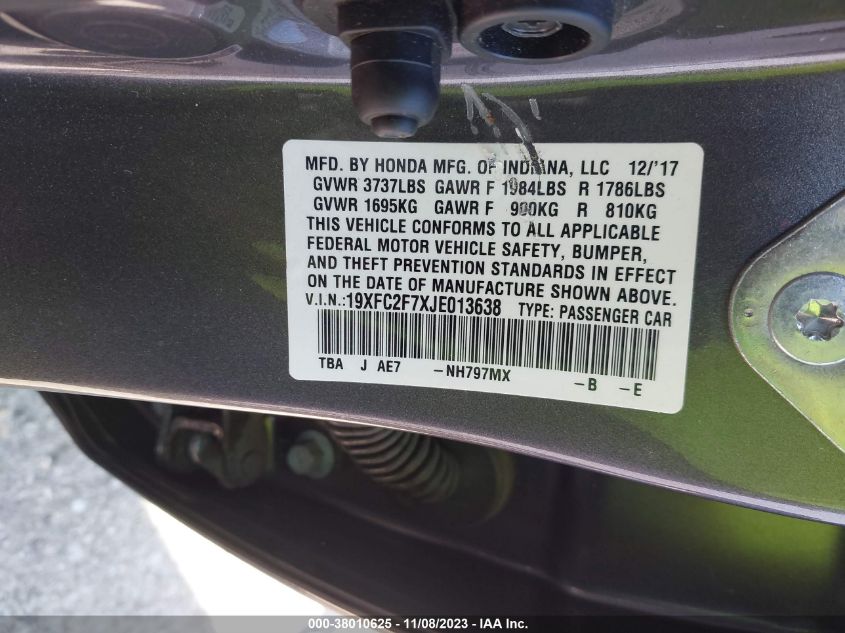 MFD. BY HONDA MFG. OF INDIANA, LLC 12/'17
GVWR 3737LBS GAWR F 1984LBS R 1786LBS
GVWR 1695KG GAWR F 900KG R 810KG
THIS VEHICLE CONFORMS TO ALL APPLICABLE
FEDERAL MOTOR VEHICLE SAFETY, BUMPER,
AND THEFT PREVENTION STANDARDS IN EFFECT
ON THE DATE OF MANUFACTURE SHOWN ABOVE.
V.I.N.:19XFC2F7XJE013638 TYPE: PASSENGER CAR
TBA J AE7 -NH797MX -B -E
000-38010625 - 11/08/2023 - IAA Inc.